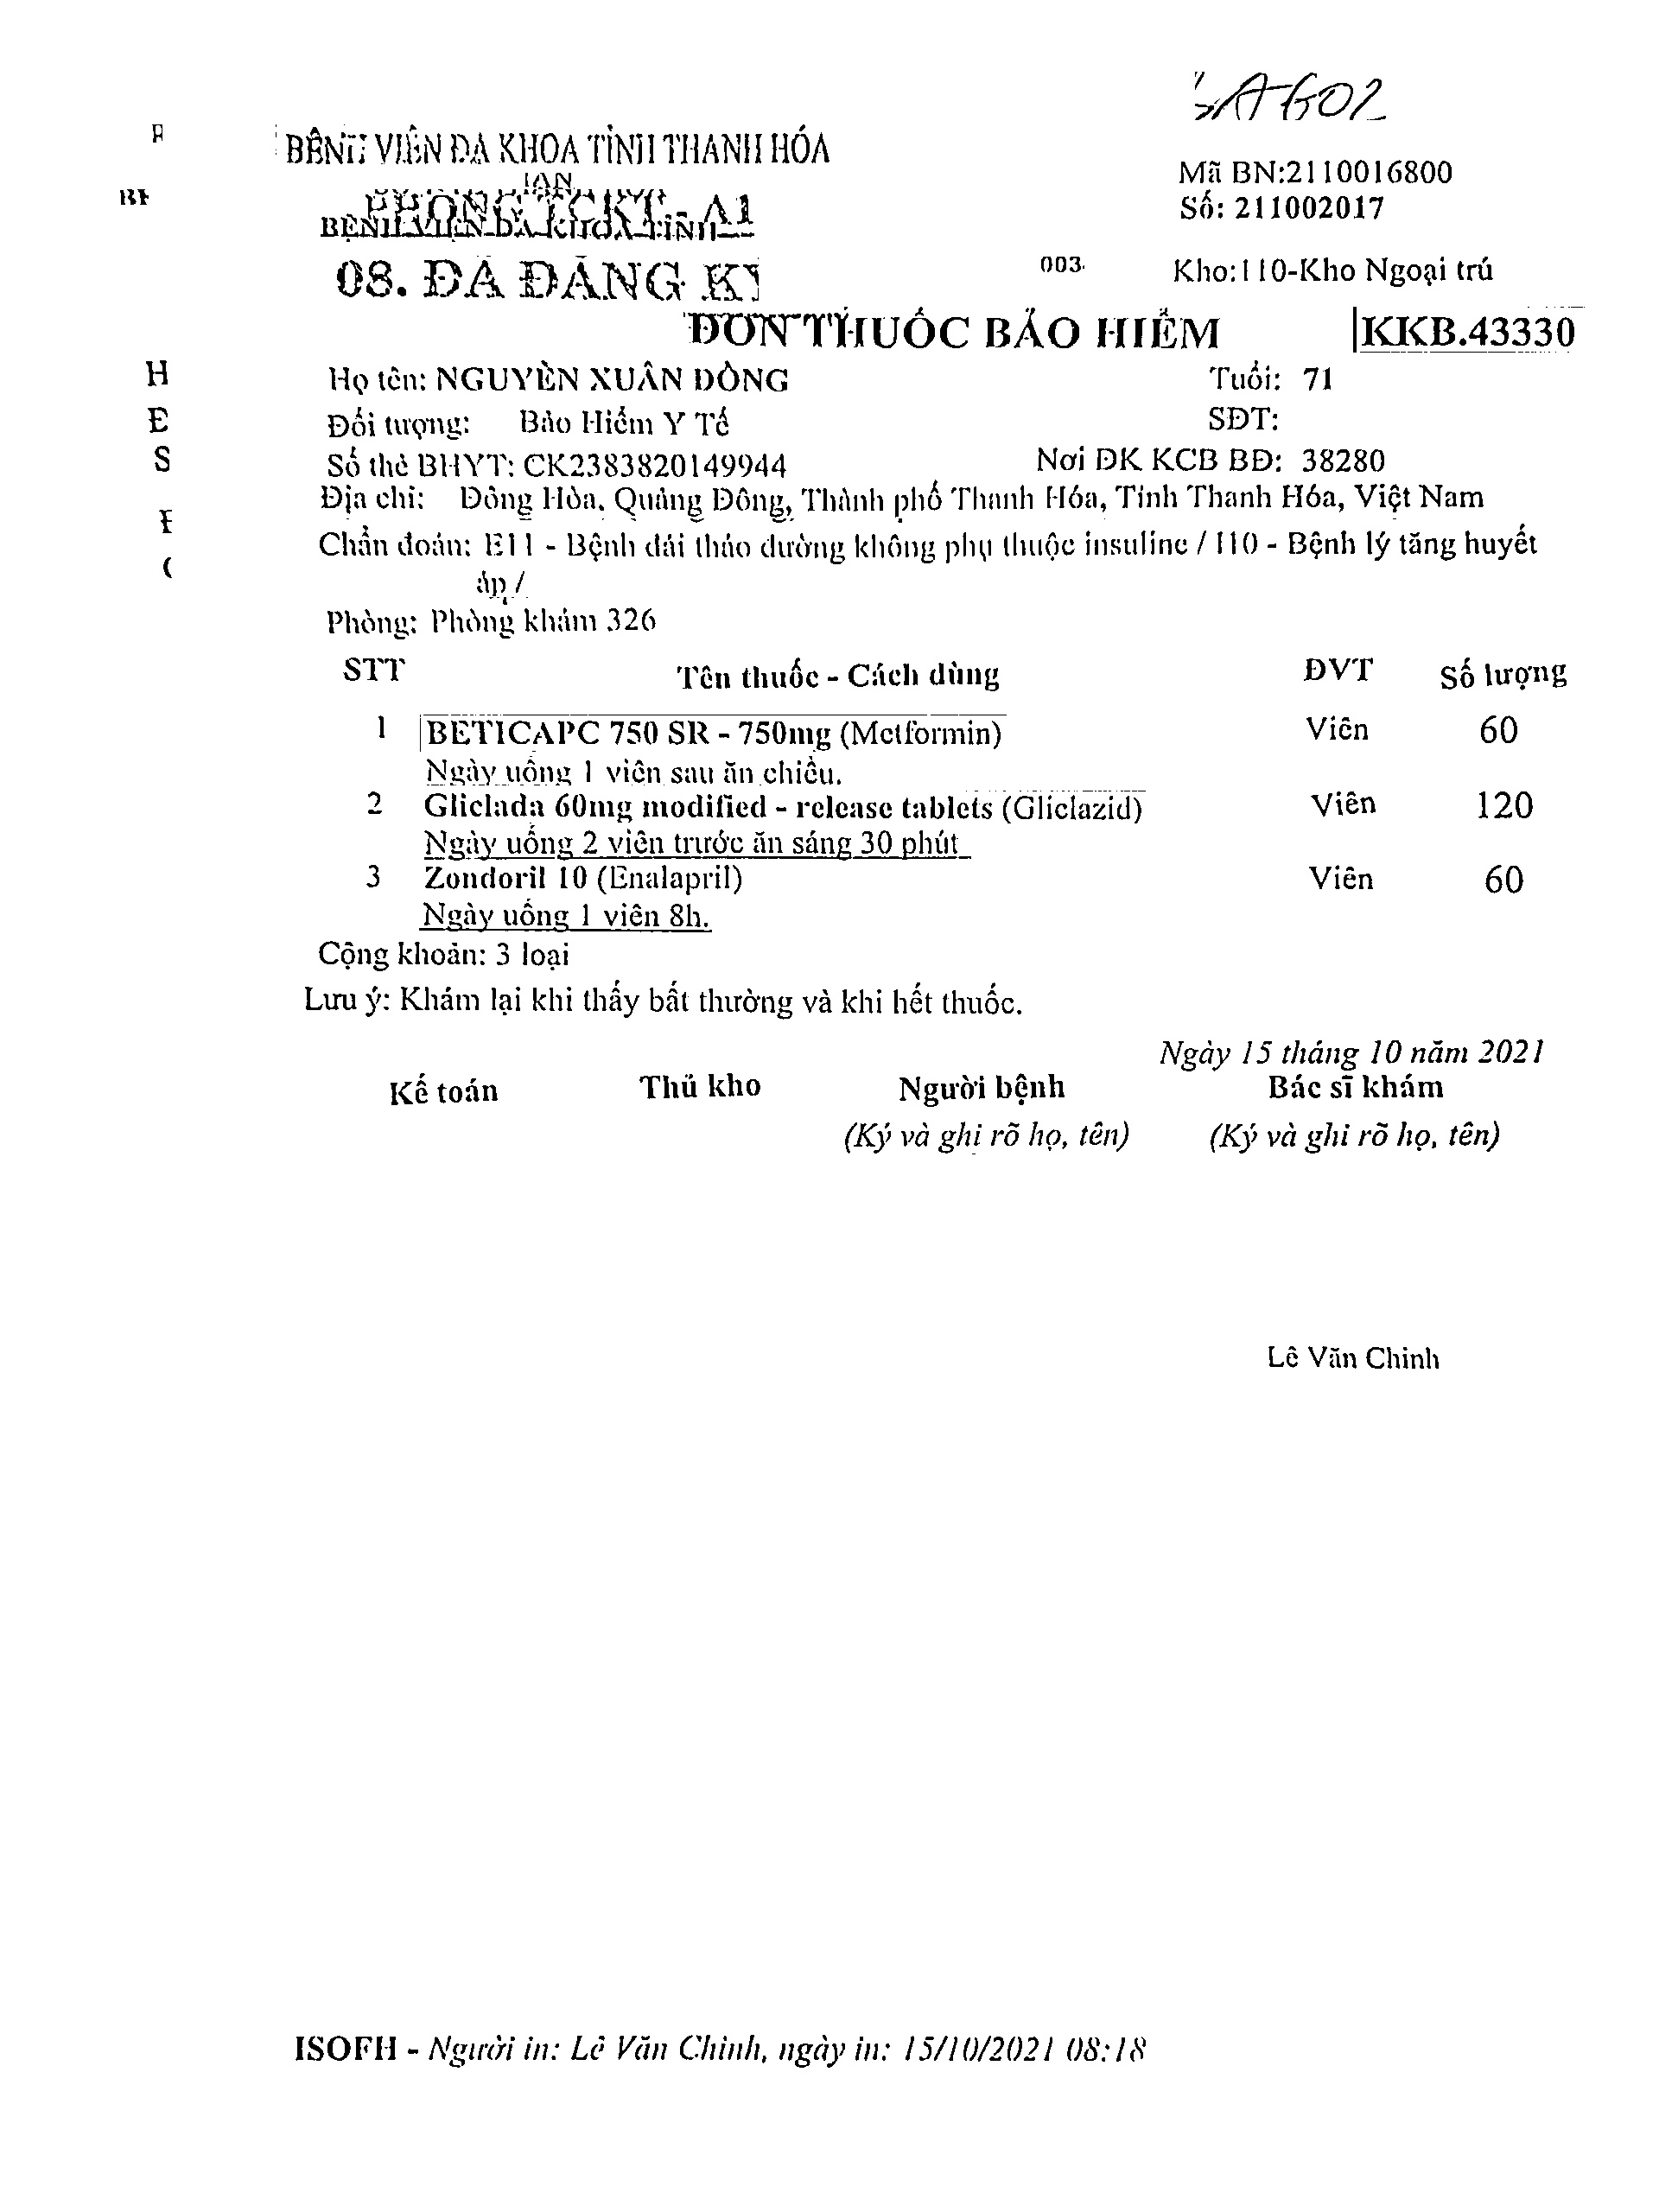 BỆNH VIỆN ĐA KHOA TỈNH THANH HÓA
Mã BN:2110016800
PHÒNG TCKT - A1
Số: 211002017
08. ĐÃ ĐĂNG K
003.
Kho:110-Kho Ngoại trú
ĐƠN THUỐC BẢO HIỂM
KKB.43330
H
Họ tên: NGUYỄN XUÂN ĐỒNG
Tuổi: 71
Đối tượng: Bảo Hiểm Y Tế
SĐT:
S
Số thẻ BHYT: CK2383820149944
Nơi ĐK KCB BĐ: 38280
Địa chỉ: Đông Hòa, Quảng Đông, Thành phố Thanh Hóa, Tỉnh Thanh Hóa, Việt Nam
Chẩn đoán: E11 - Bệnh đái tháo đường không phụ thuộc insuline / I10 - Bệnh lý tăng huyết
áp /
Phòng: Phòng khám 326
STT Tên thuốc - Cách dùng ĐVT Số lượng
1 BETICAPC 750 SR - 750mg (Metformin) Viên 60
Ngày uống 1 viên sau ăn chiều.
2 Gliclada 60mg modified - release tablets (Gliclazid) Viên 120
Ngày uống 2 viên trước ăn sáng 30 phút
3 Zondoril 10 (Enalapril) Viên 60
Ngày uống 1 viên 8h.
Cộng khoản: 3 loại
Lưu ý: Khám lại khi thấy bất thường và khi hết thuốc.
Ngày 15 tháng 10 năm 2021
Kế toán Thủ kho Người bệnh Bác sĩ khám
(Ký và ghi rõ họ, tên) (Ký và ghi rõ họ, tên)
Lê Văn Chinh
ISOFH - Người in: Lê Văn Chinh, ngày in: 15/10/2021 08:18